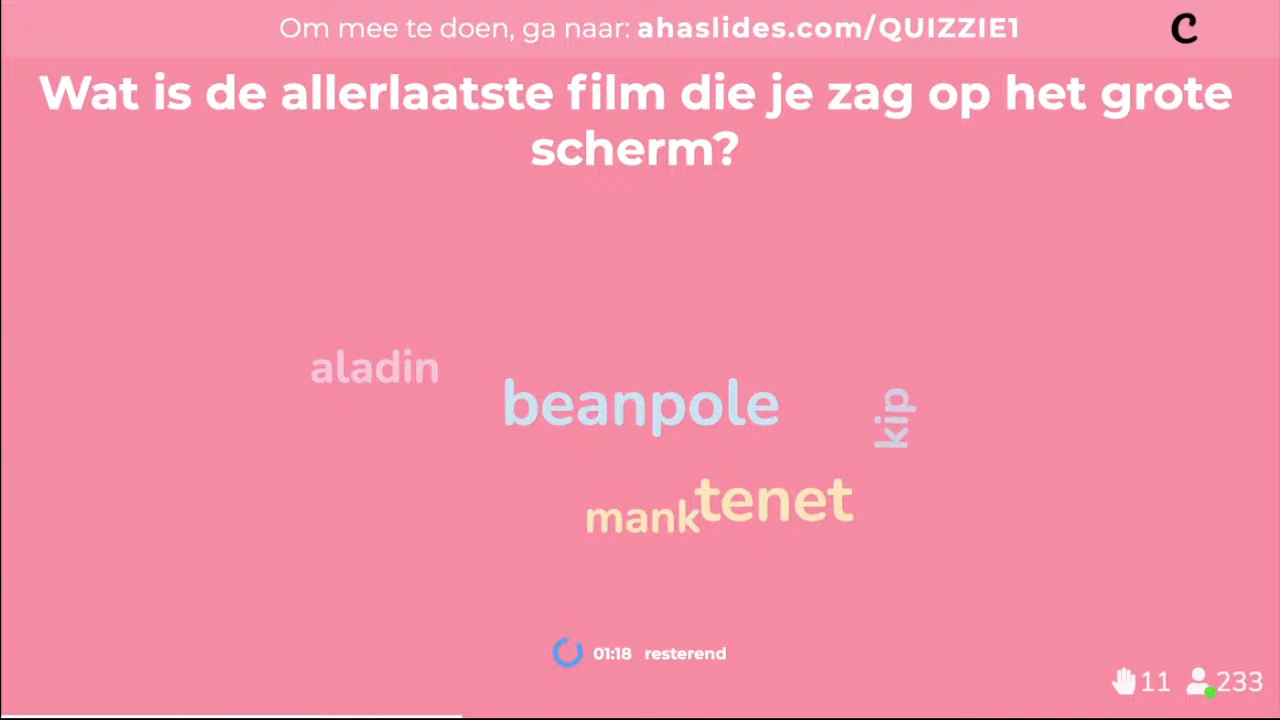 Om mee te doen, ga naar: ahaslides.com/QUIZZIE1
C
Wat is de allerlaatste film die je zag op het grote
scherm?
aladin
beanpole
kip
mank
tenet
01:18 resterend
11 233